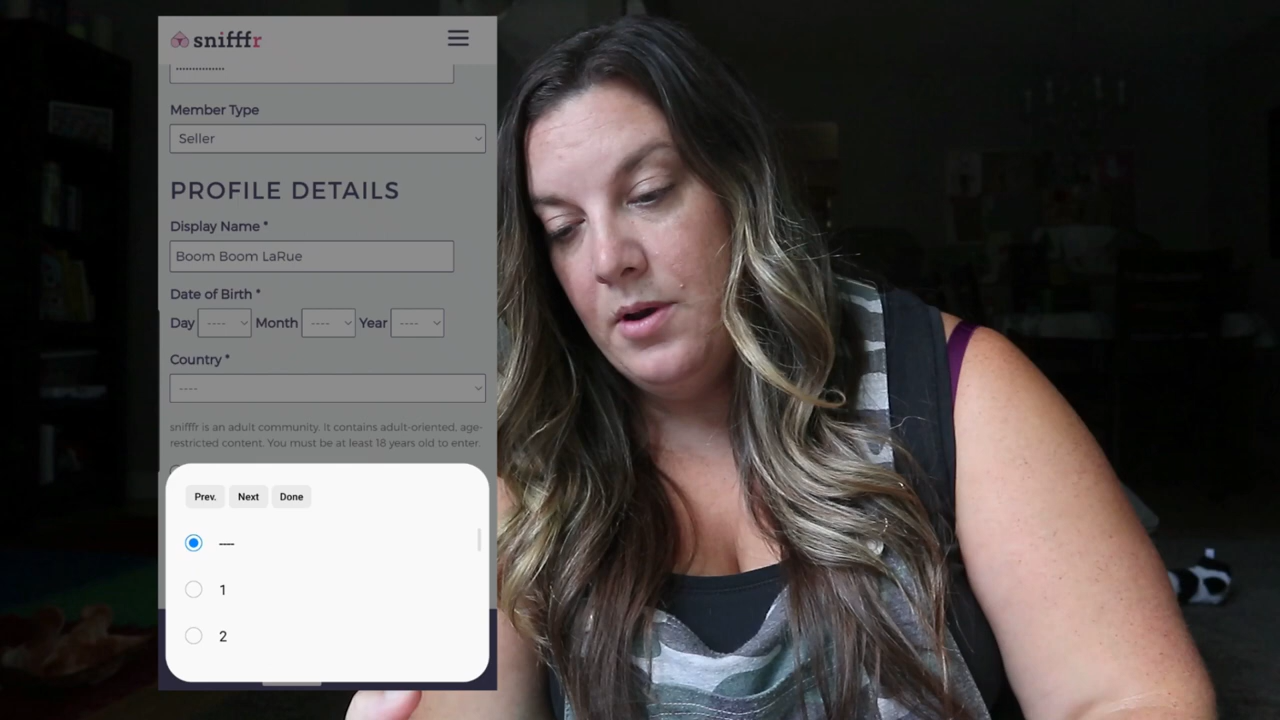 snifffr
Member Type
Seller
PROFILE DETAILS
Display Name *
Boom Boom LaRue
Date of Birth *
Day ---- Month ---- Year ----
Country *
----
snifffr is an adult community. It contains adult-oriented, age-
restricted content. You must be at least 18 years old to enter.
Prev. Next Done
----
1
2